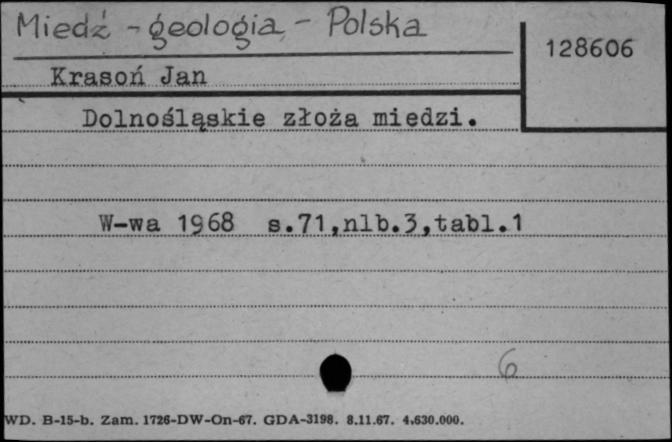 Miedź - geologia - Polska
128606
Krasoń Jan
Dolnośląskie złoża miedzi.
W-wa 1968 s.71,nlb.3,tabl.1
6
WD. B-15-b. Zam. 1726-DW-On-67. GDA-3198. 8.11.67. 4.630.000.